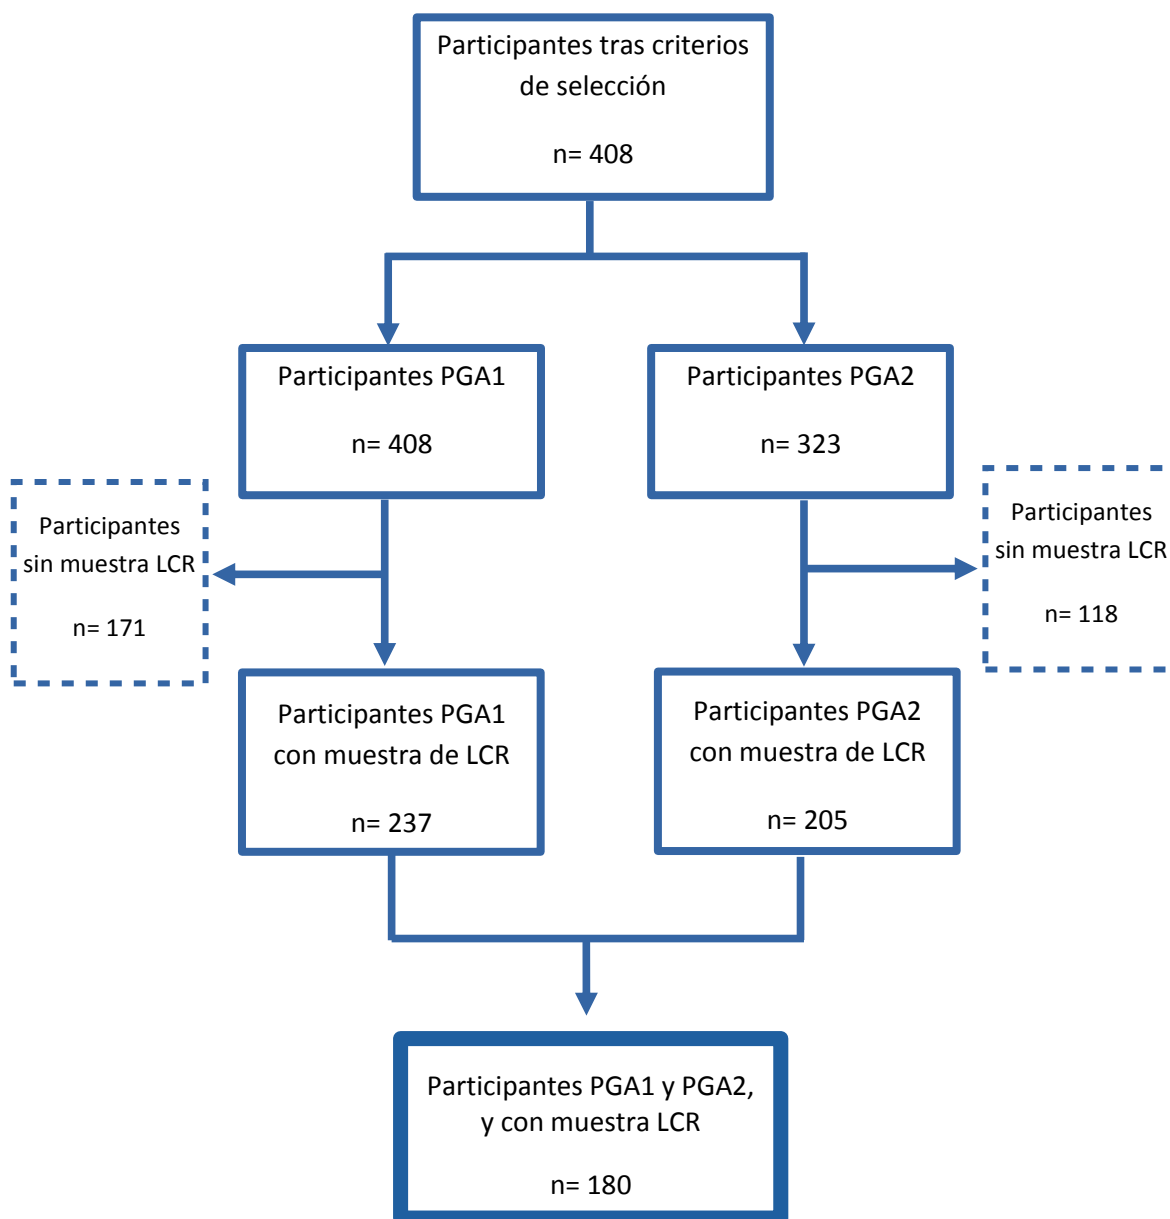 Participantes tras criterios
de selección
n= 408
Participantes PGA1
n= 408
Participantes PGA2
n= 323
Participantes
sin muestra LCR
n= 171
Participantes
sin muestra LCR
n= 118
Participantes PGA1
con muestra de LCR
n= 237
Participantes PGA2
con muestra de LCR
n= 205
Participantes PGA1 y PGA2,
y con muestra LCR
n= 180